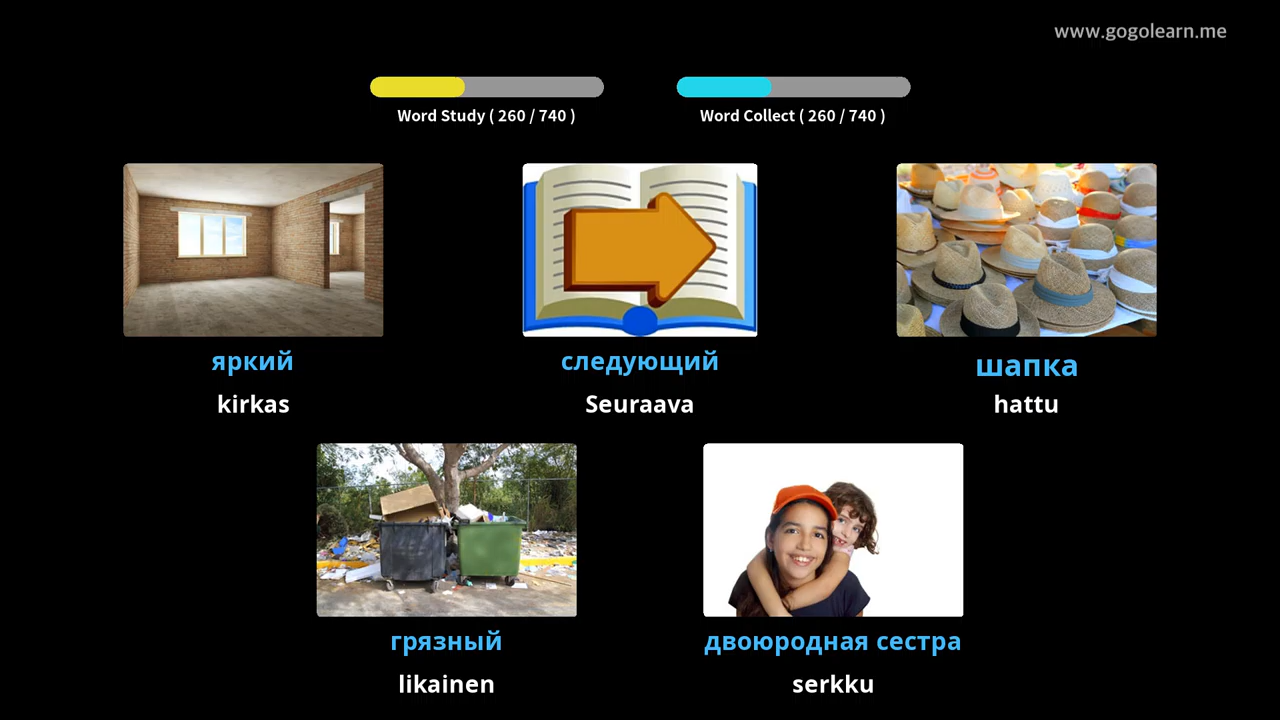 www.gogolearn.me
Word Study ( 260 / 740 )
Word Collect ( 260 / 740 )
яркий
следующий
шапка
kirkas
Seuraava
hattu
грязный
двоюродная сестра
likainen
serkku